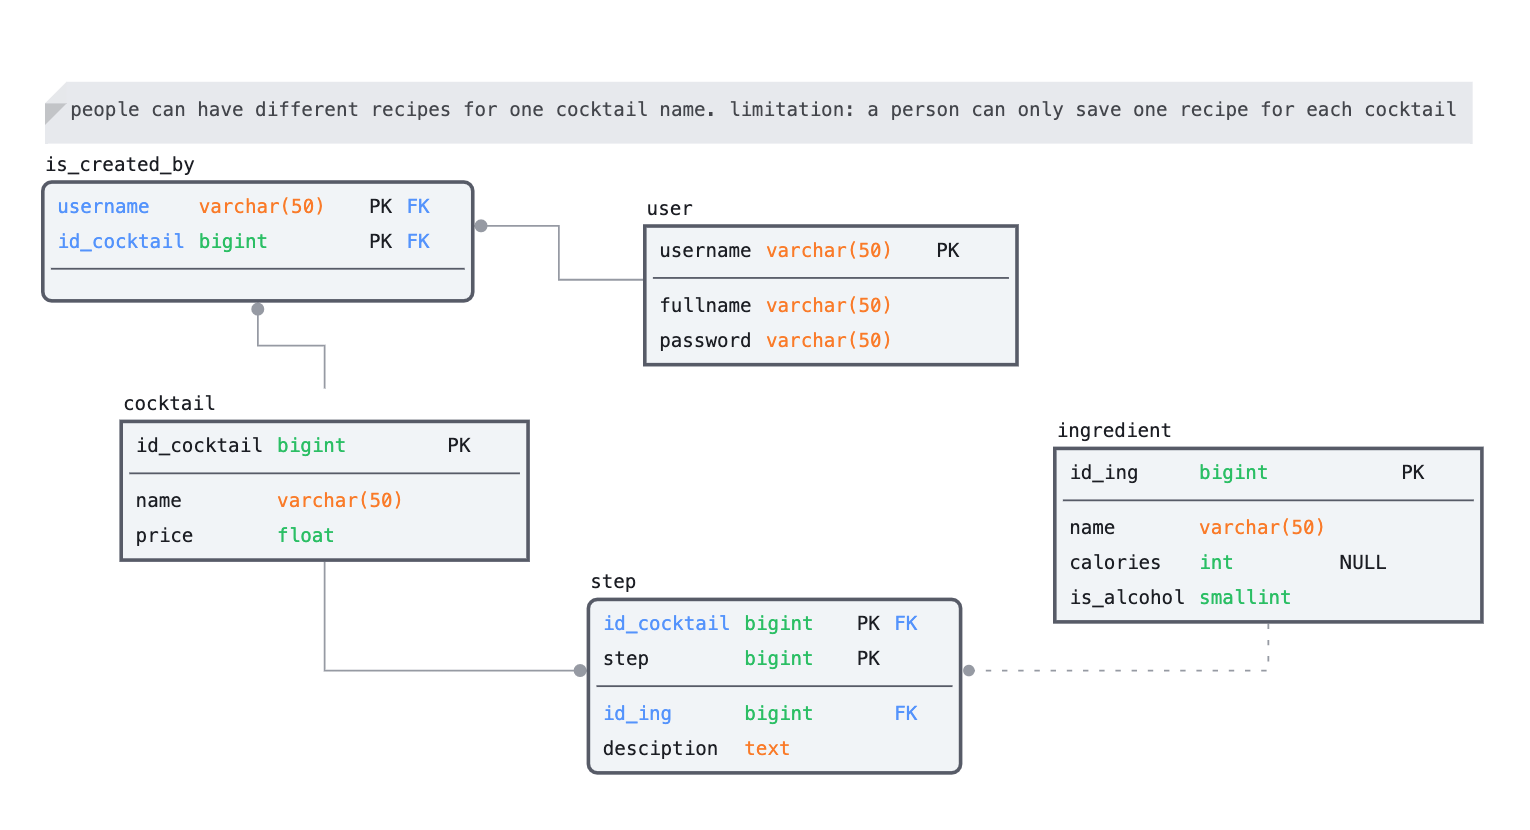 people can have different recipes for one cocktail name. limitation: a person can only save one recipe for each cocktail
is_created_by
username varchar(50) PK FK
id_cocktail bigint PK FK
user
username varchar(50) PK
fullname varchar(50)
password varchar(50)
cocktail
id_cocktail bigint PK
name varchar(50)
price float
ingredient
id_ing bigint PK
name varchar(50)
calories int NULL
is_alcohol smallint
step
id_cocktail bigint PK FK
step bigint PK
id_ing bigint FK
desciption text